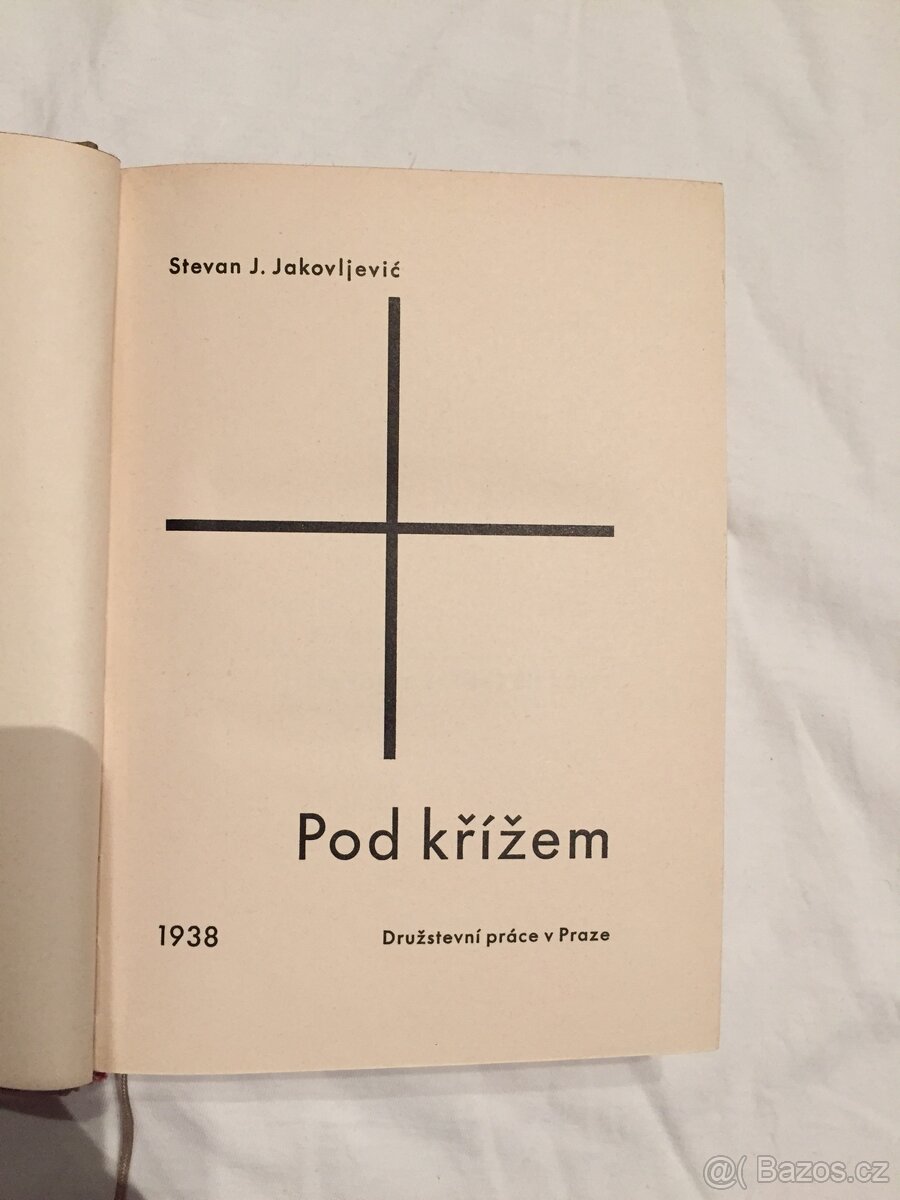 Stevan J. Jakovljević
Pod křížem
1938 Družstevní práce v Praze
@( Bazos.cz